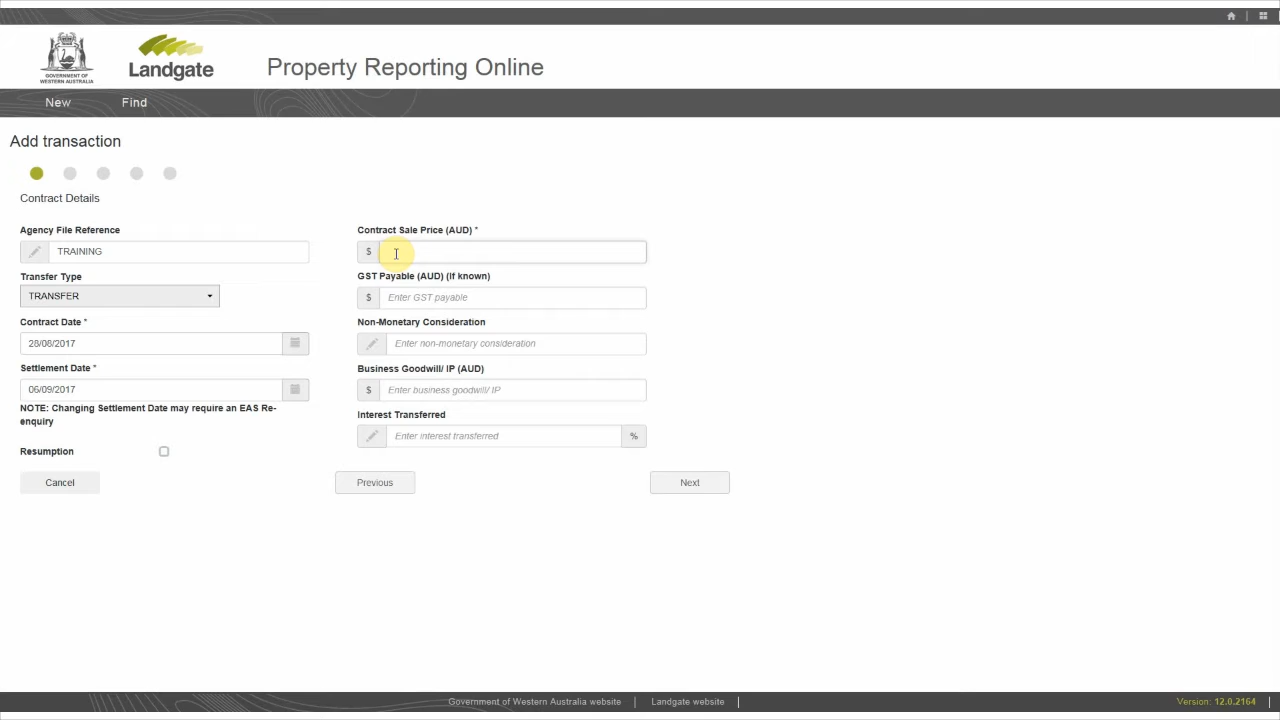 GOVERNMENT OF
WESTERN AUSTRALIA
Landgate
Property Reporting Online
New Find
Add transaction
Contract Details
Agency File Reference
TRAINING
Transfer Type
TRANSFER
Contract Date *
28/08/2017
Settlement Date *
06/09/2017
NOTE: Changing Settlement Date may require an EAS Re-
enquiry
Resumption
Contract Sale Price (AUD) *
$
GST Payable (AUD) (If known)
$ Enter GST payable
Non-Monetary Consideration
Enter non-monetary consideration
Business Goodwill/ IP (AUD)
$ Enter business goodwill/ IP
Interest Transferred
Enter interest transferred %
Cancel Previous Next
Government of Western Australia website | Landgate website |
Version: 12.0.2164